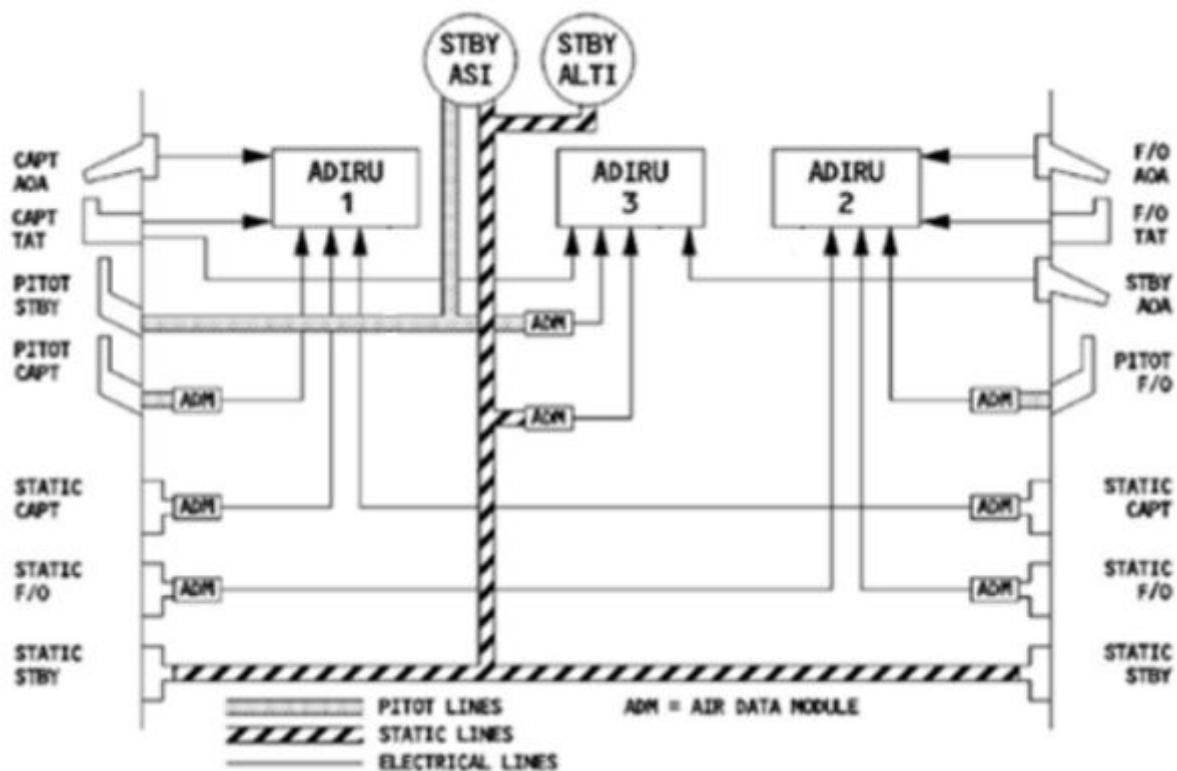 STBY
ASI
STBY
ALTI
CAPT
AOA
ADIRU
1
ADIRU
3
ADIRU
2
F/O
AOA
CAPT
TAT
F/O
TAT
PITOT
STBY
ADM
STBY
AOA
PITOT
CAPT
ADM
ADM
ADM
PITOT
F/O
STATIC
CAPT
ADM
ADM
STATIC
CAPT
STATIC
F/O
ADM
ADM
STATIC
F/O
STATIC
STBY
STATIC
STBY
PITOT LINES
ADM = AIR DATA MODULE
STATIC LINES
ELECTRICAL LINES